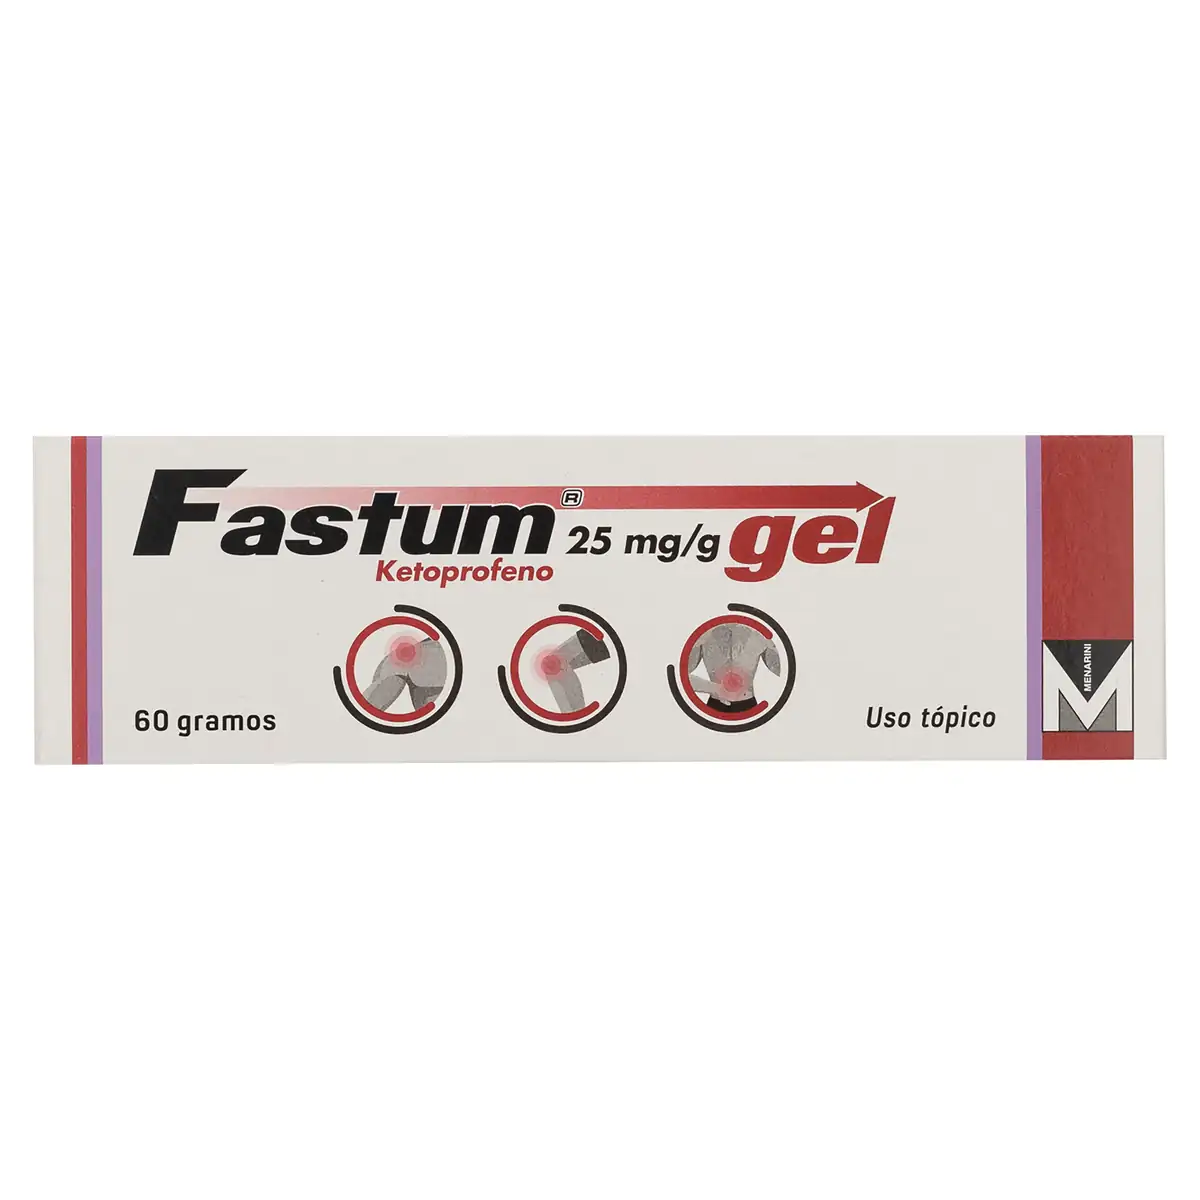 Fastum® 25 mg/g gel
Ketoprofeno
60 gramos
Uso tópico
MENARINI
M